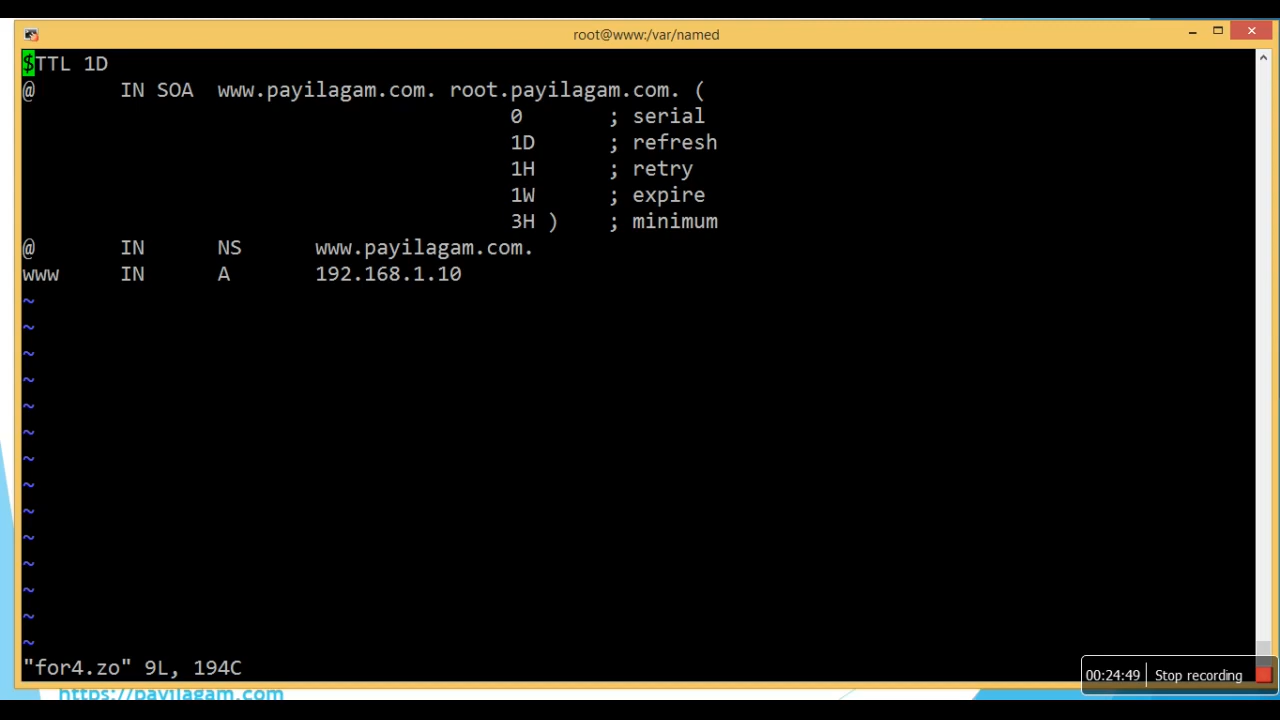 root@www:/var/named
$TTL 1D
@ IN SOA www.payilagam.com. root.payilagam.com. (
0 ; serial
1D ; refresh
1H ; retry
1W ; expire
3H ) ; minimum
@ IN NS www.payilagam.com.
www IN A 192.168.1.10
~
~
~
~
~
~
~
~
~
~
~
~
~
~
"for4.zo" 9L, 194C
00:24:49 Stop recording
https://payilagam.com